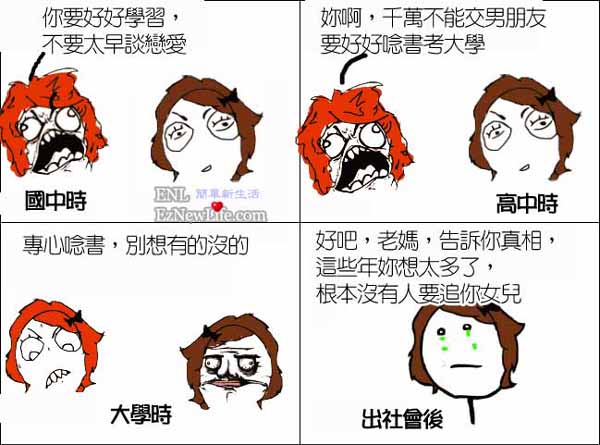 你要好好學習，
不要太早談戀愛
國中時
妳啊，千萬不能交男朋友
要好好唸書考大學
高中時
ENL 簡單新生活
EzNewLife.com
專心唸書，別想有的沒的
大學時
好吧，老媽，告訴你真相，
這些年妳想太多了，
根本沒有人要追你女兒
出社會後